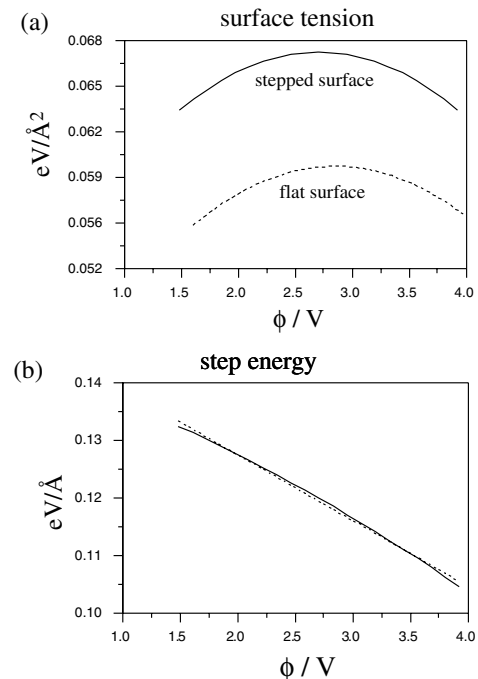 (a)
surface tension
0.068
0.065
0.062
0.059
0.056
0.052
eV/Å²
stepped surface
flat surface
1.0 1.5 2.0 2.5 3.0 3.5 4.0
ϕ / V
(b)
step energy
0.14
0.13
0.12
0.11
0.10
eV/Å
1.0 1.5 2.0 2.5 3.0 3.5 4.0
ϕ / V